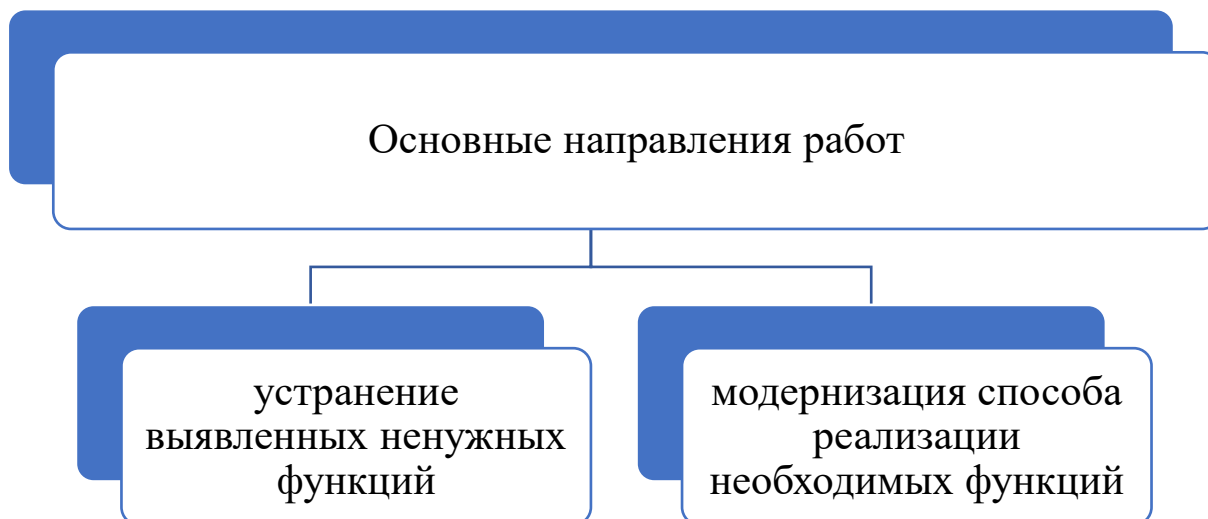 Основные направления работ
устранение
выявленных ненужных
функций
модернизация способа
реализации
необходимых функций